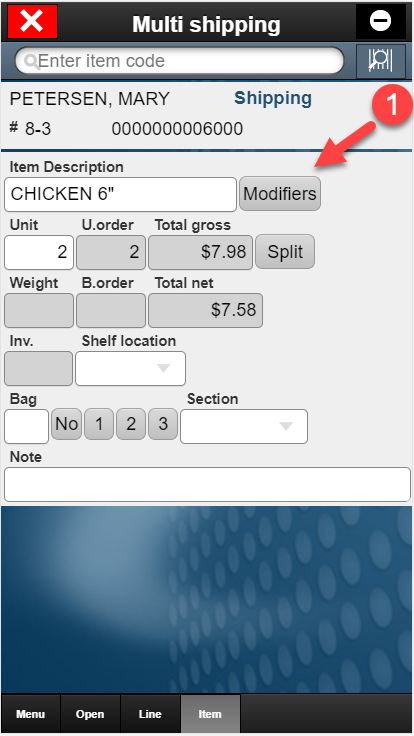 Multi shipping
Enter item code
PETERSEN, MARY Shipping
1
# 8-3 0000000006000
Item Description
CHICKEN 6" Modifiers
Unit U.order Total gross
2 2 $7.98 Split
Weight B.order Total net
$7.58
Inv. Shelf location
Bag Section
No 1 2 3
Note
Menu Open Line Item